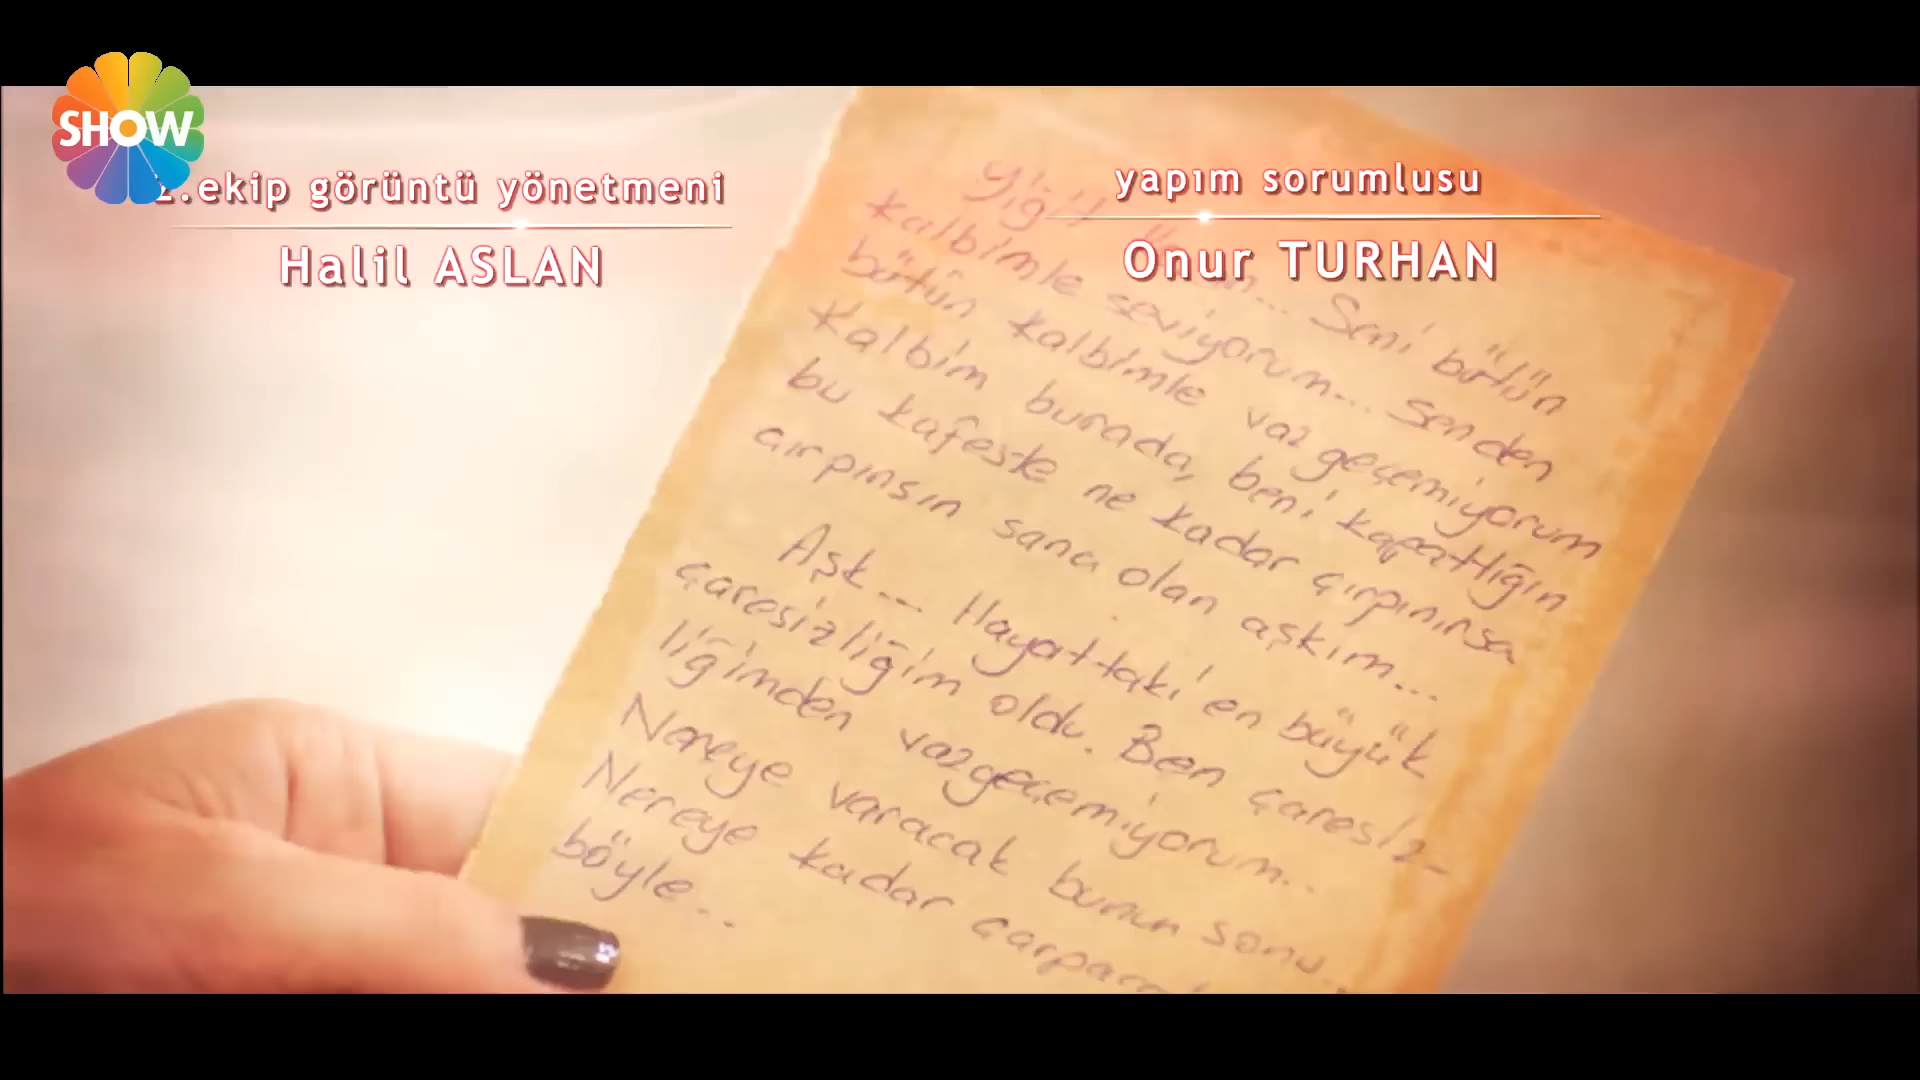 SHOW
2.ekip görüntü yönetmeni
Halil ASLAN
yapım sorumlusu
Onur TURHAN
Yiğit ... Seni bütün
kalbimle seviyorum... Senden
bütün kalbimle vazgeçemiyorum
Kalbim burada, beni kapattığın
bu kafeste ne kadar çırpınırsa
çırpınsın sana olan aşkım...
Aşk... Hayattaki en büyük
çaresizliğim oldu. Ben çaresiz-
liğimden vazgeçemiyorum...
Nereye varacak bunun sonu...
Nereye kadar
böyle...